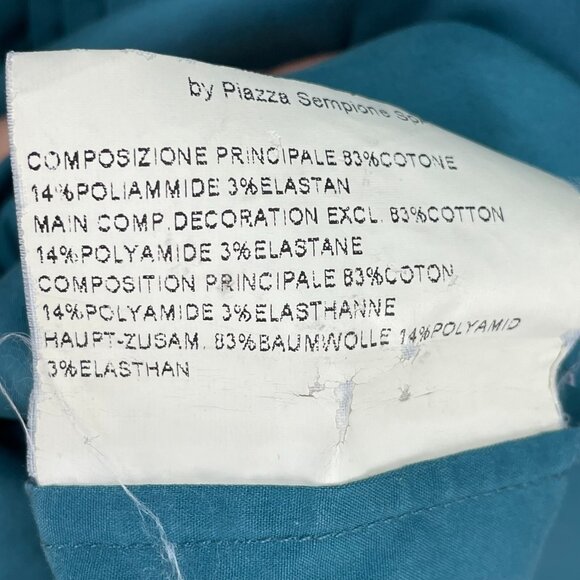 by Piazza Sempione SpA
COMPOSIZIONE PRINCIPALE 83%COTONE
14%POLIAMMIDE 3%ELASTAN
MAIN COMP.DECORATION EXCL. 83%COTTON
14%POLYAMIDE 3%ELASTANE
COMPOSITION PRINCIPALE 83%COTON
14%POLYAMIDE 3%ELASTHANNE
HAUPT-ZUSAM. 83%BAUMWOLLE 14%POLYAMID
3%ELASTHAN